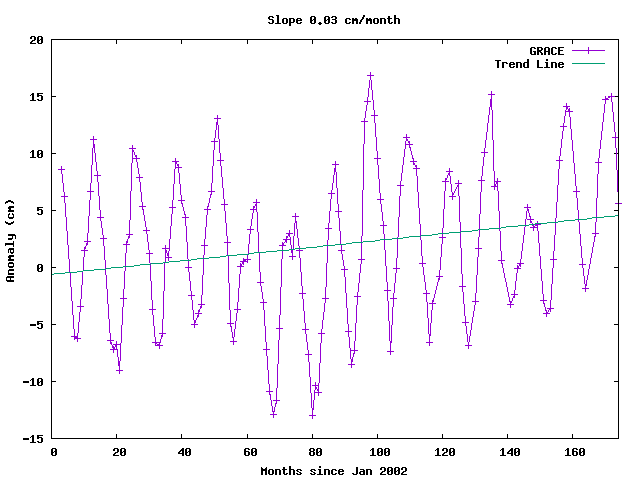 Slope 0.03 cm/month
GRACE
Trend Line
20
15
10
5
0
-5
-10
-15
Anomaly (cm)
0 20 40 60 80 100 120 140 160
Months since Jan 2002